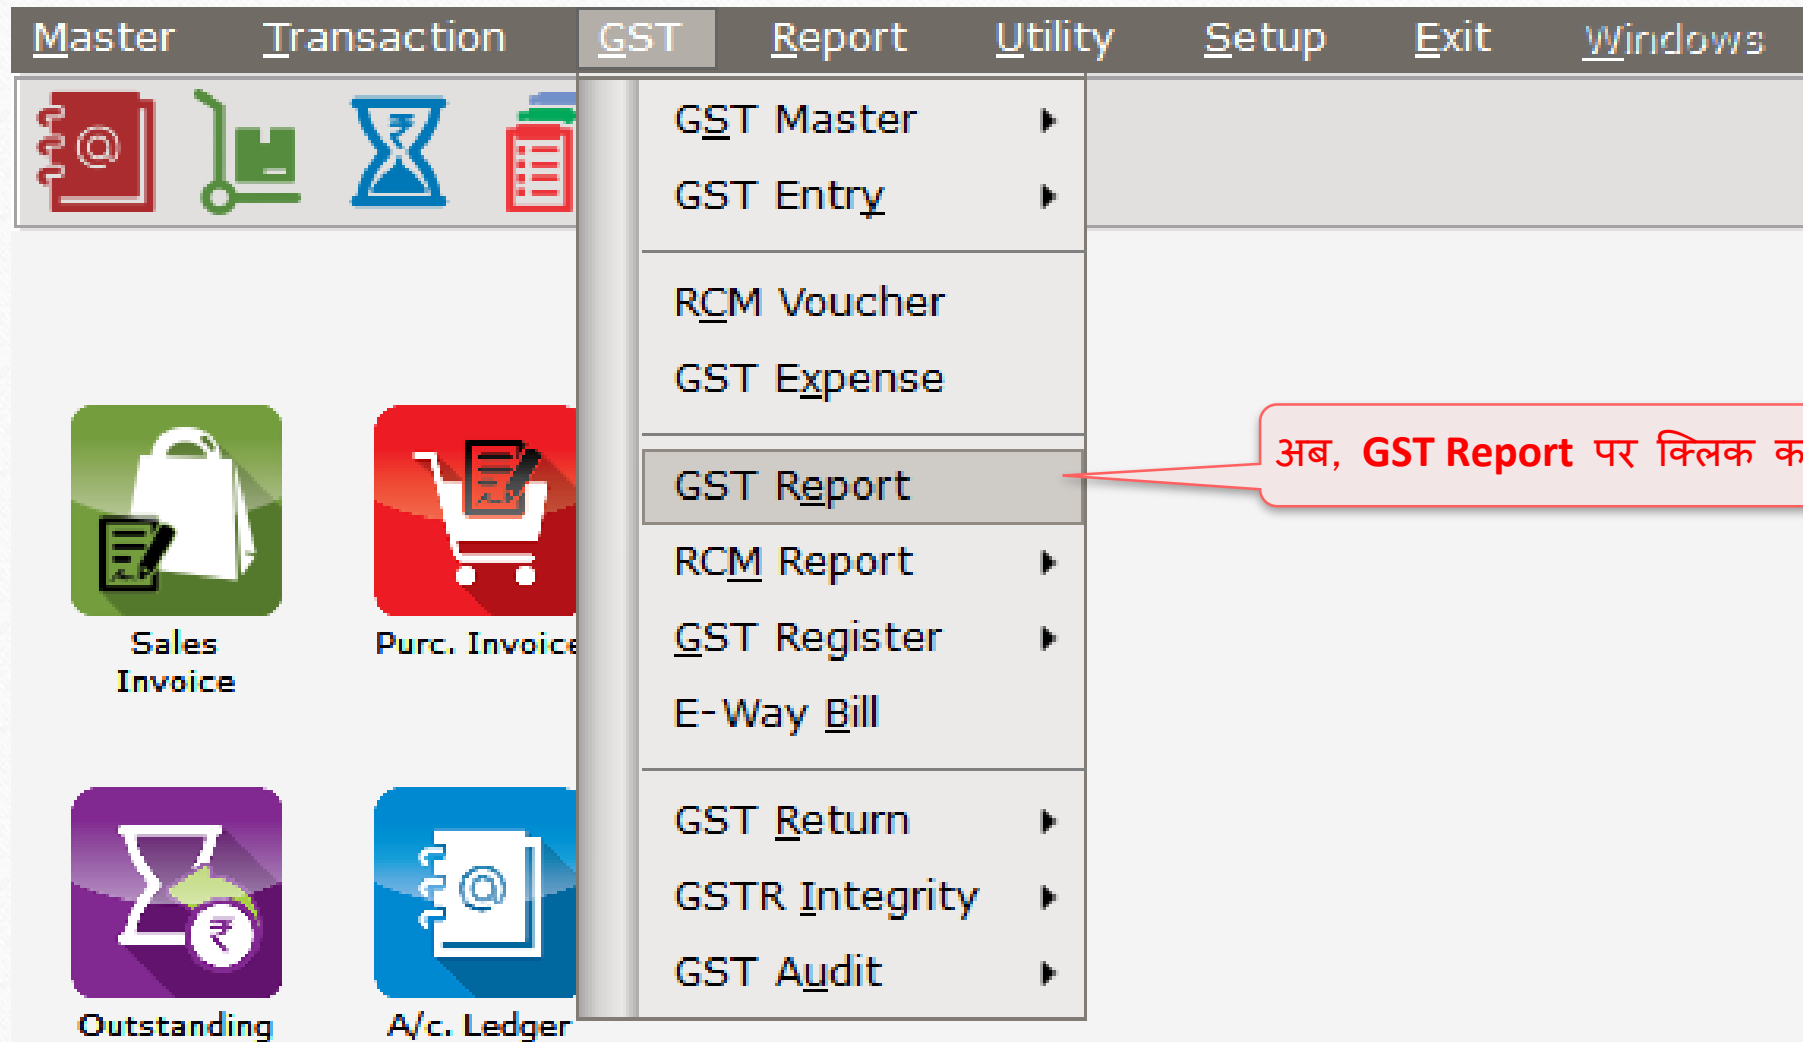 Master Transaction GST Report Utility Setup Exit Windows
GST Master
GST Entry
RCM Voucher
GST Expense
GST Report
RCM Report
GST Register
E-Way Bill
GST Return
GSTR Integrity
GST Audit
अब, GST Report पर क्लिक
Sales
Invoice
Purc. Invoice
Outstanding
A/c. Ledger